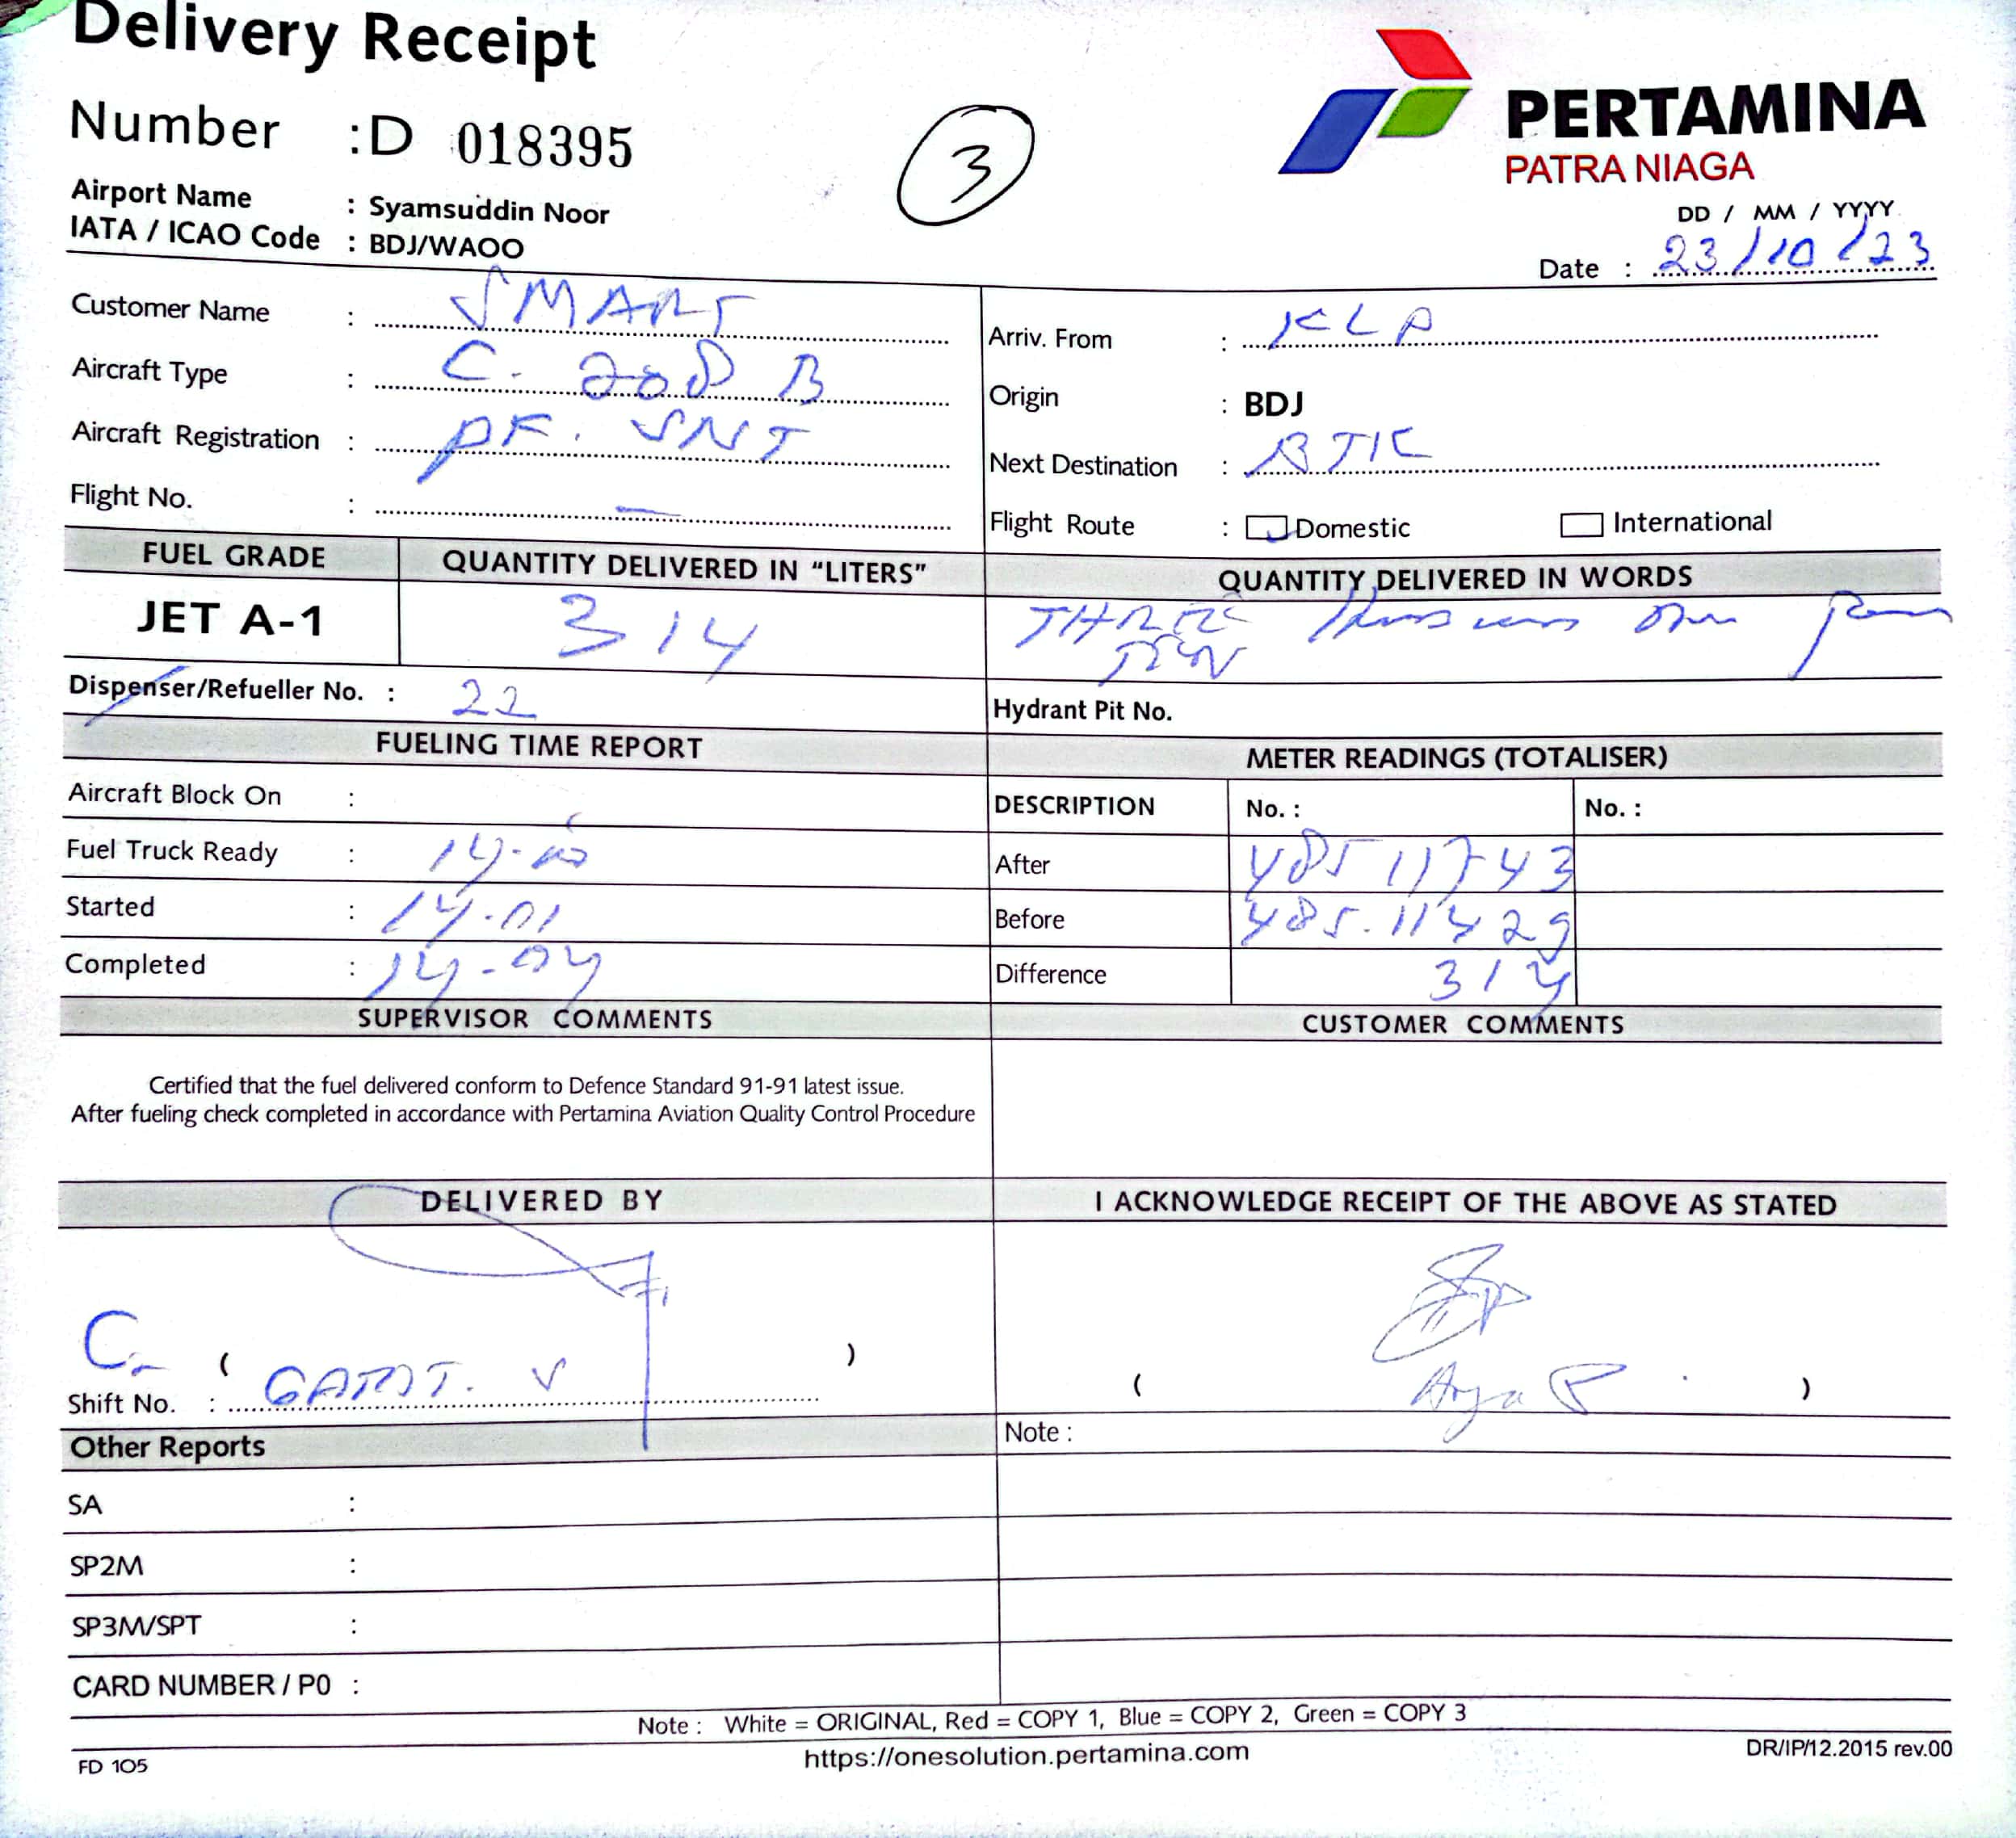 Delivery Receipt
Number : D 018395
3
PERTAMINA
PATRA NIAGA
Airport Name : Syamsuddin Noor
IATA / ICAO Code : BDJ/WAOO
DD / MM / YYYY
Date : 23/10/23
Customer Name : SMART
Aircraft Type : C. 208 B
Aircraft Registration : PK. SNT
Flight No. : —
Arriv. From : KLP
Origin : BDJ
Next Destination : BTK
Flight Route : Domestic International
FUEL GRADE QUANTITY DELIVERED IN “LITERS” QUANTITY DELIVERED IN WORDS
JET A-1 314 THREE
Dispenser/Refueller No. : 22
Hydrant Pit No.
FUELING TIME REPORT METER READINGS (TOTALISER)
Aircraft Block On :
DESCRIPTION No. : No. :
Fuel Truck Ready : 14-00
After 485 11743
Started : 14-01
Before 485.11429
Completed : 14-04
Difference 314
SUPERVISOR COMMENTS CUSTOMER COMMENTS
Certified that the fuel delivered conform to Defence Standard 91-91 latest issue.
After fueling check completed in accordance with Pertamina Aviation Quality Control Procedure
DELIVERED BY I ACKNOWLEDGE RECEIPT OF THE ABOVE AS STATED
C ( )
Shift No. :
( Arya P )
Other Reports Note :
SA :
SP2M :
SP3M/SPT :
CARD NUMBER / P0 :
Note : White = ORIGINAL, Red = COPY 1, Blue = COPY 2, Green = COPY 3
https://onesolution.pertamina.com
FD 105
DR/IP/12.2015 rev.00